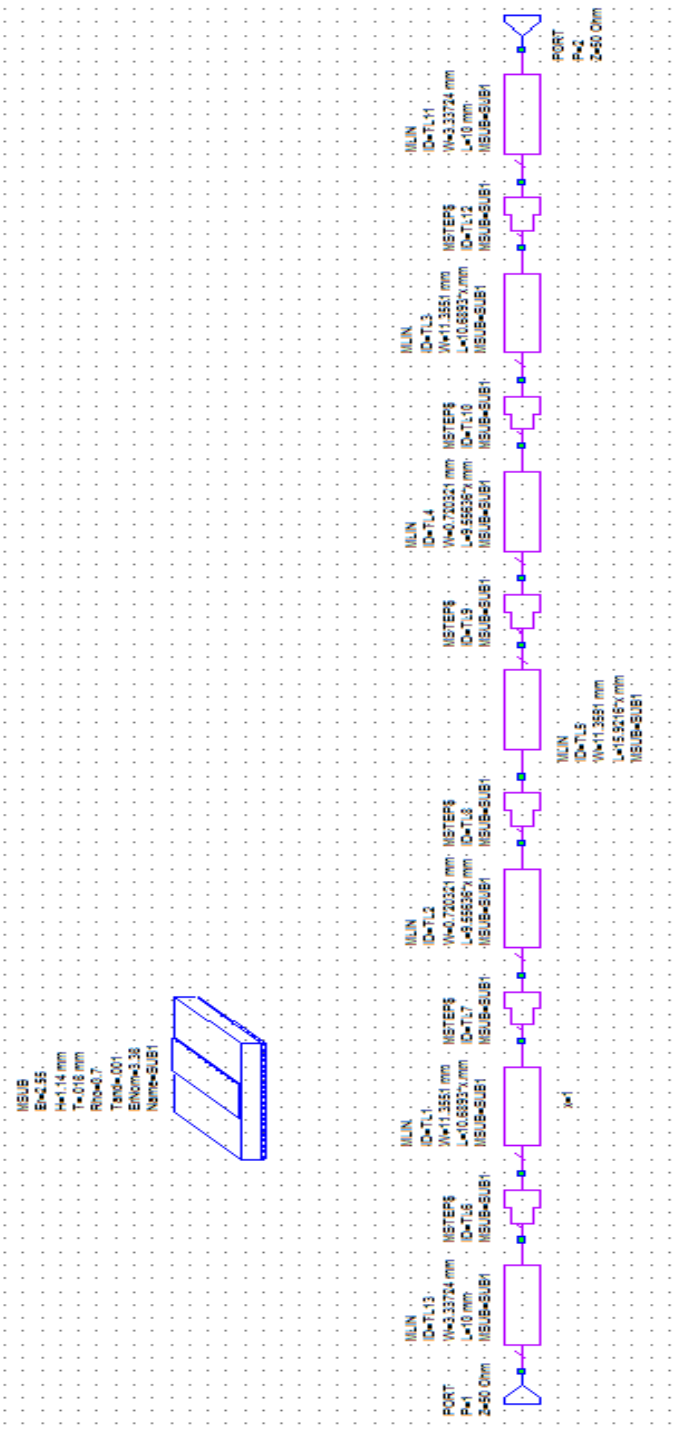 MSUB
Er=2.55
H=1.14 mm
T=.018 mm
Rho=0.7
Tand=.001
ErNom=3.38
Name=SUB1
PORT
P=1
Z=50 Ohm
MLIN
ID=TL13
W=3.33724 mm
L=10 mm
MSUB=SUB1
MSTEP$
ID=TL6
MSUB=SUB1
MLIN
ID=TL1
W=11.3551 mm
L=10.6893*x mm
MSUB=SUB1
x=1
MSTEP$
ID=TL7
MSUB=SUB1
MLIN
ID=TL2
W=0.720321 mm
L=9.55636*x mm
MSUB=SUB1
MSTEP$
ID=TL8
MSUB=SUB1
MLIN
ID=TL5
W=11.3551 mm
L=15.9216*x mm
MSUB=SUB1
MSTEP$
ID=TL9
MSUB=SUB1
MLIN
ID=TL4
W=0.720321 mm
L=9.55636*x mm
MSUB=SUB1
MSTEP$
ID=TL10
MSUB=SUB1
MLIN
ID=TL3
W=11.3551 mm
L=10.6893*x mm
MSUB=SUB1
MSTEP$
ID=TL12
MSUB=SUB1
MLIN
ID=TL11
W=3.33724 mm
L=10 mm
MSUB=SUB1
PORT
P=2
Z=50 Ohm